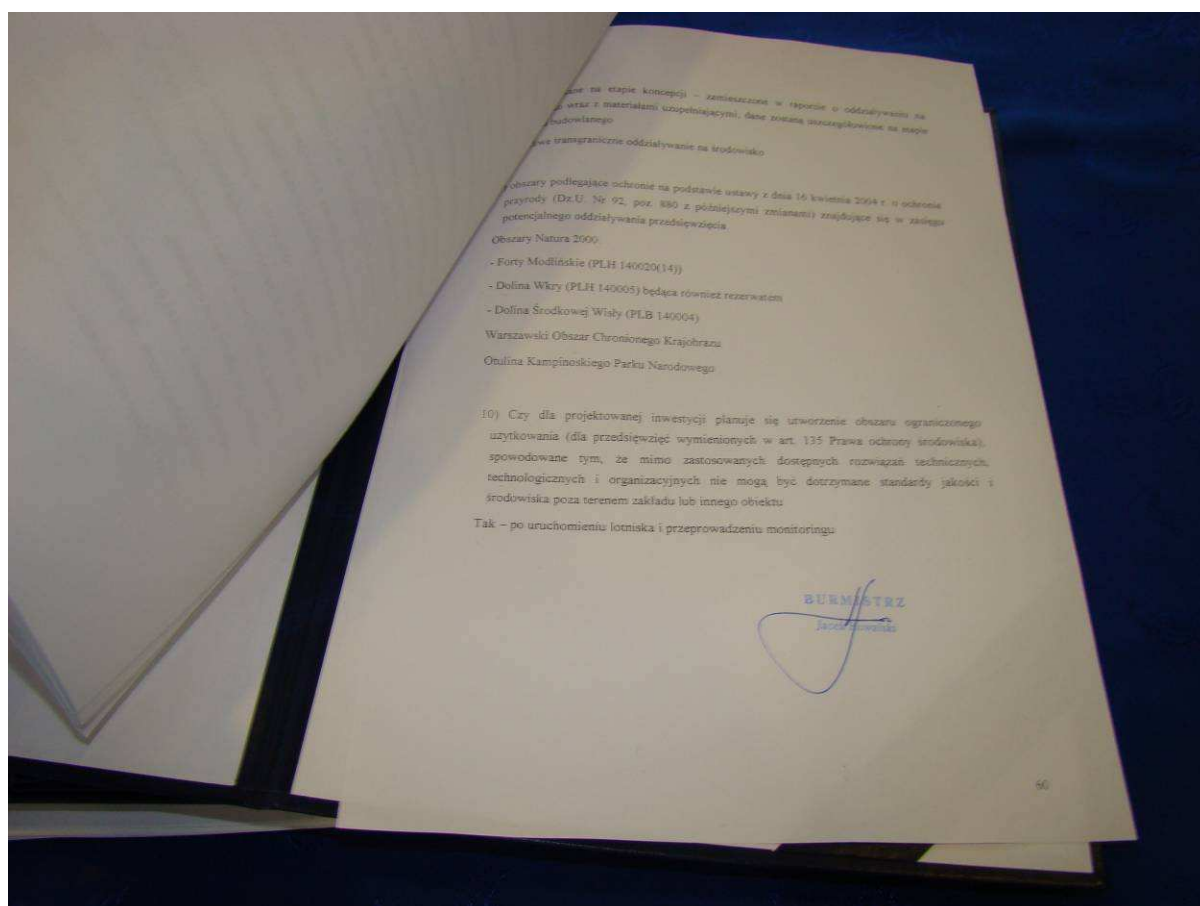 na etapie koncepcji – zamieszczone w raporcie o oddziaływaniu na
wraz z materiałami uzupełniającymi, dane zostaną uszczegółowione na etapie
budowlanego
transgraniczne oddziaływanie na środowisko
obszary podlegające ochronie na podstawie ustawy z dnia 16 kwietnia 2004 r. o ochronie
przyrody (Dz.U. Nr 92, poz. 880 z późniejszymi zmianami) znajdujące się w zasięgu
potencjalnego oddziaływania przedsięwzięcia
Obszary Natura 2000
- Forty Modlińskie (PLH 140020(14))
- Dolina Wkry (PLH 140005) będąca również rezerwatem
- Dolina Środkowej Wisły (PLB 140004)
Warszawski Obszar Chronionego Krajobrazu
Otulina Kampinoskiego Parku Narodowego
10) Czy dla projektowanej inwestycji planuje się utworzenie obszaru ograniczonego
użytkowania (dla przedsięwzięć wymienionych w art. 135 Prawa ochrony środowiska),
spowodowane tym, że mimo zastosowanych dostępnych rozwiązań technicznych,
technologicznych i organizacyjnych nie mogą być dotrzymane standardy jakości i
środowiska poza terenem zakładu lub innego obiektu
Tak – po uruchomieniu lotniska i przeprowadzeniu monitoringu
BURMISTRZ
Jacek Kowalski
60